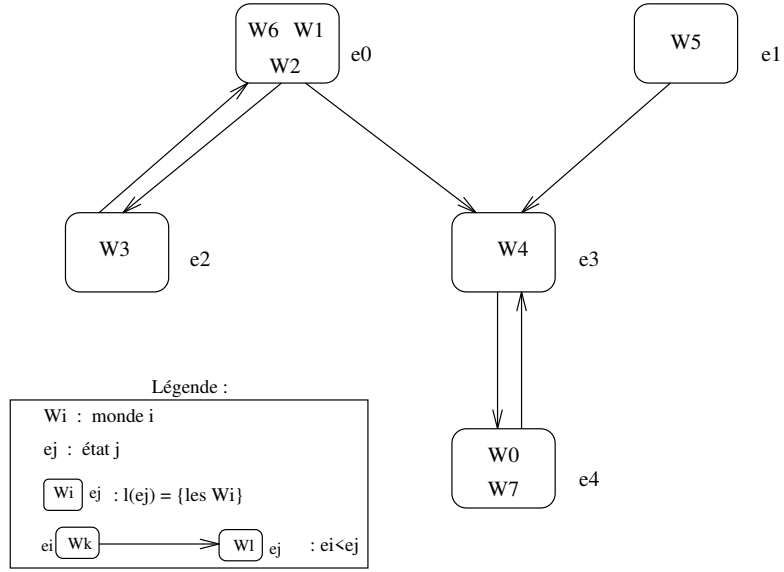 W6 W1
W2
e0
W5
e1
W3
e2
W4
e3
W0
W7
e4
Légende :
Wi : monde i
ej : état j
Wi ej : l(ej) = {les Wi}
ei Wk Wl ej : ei<ej